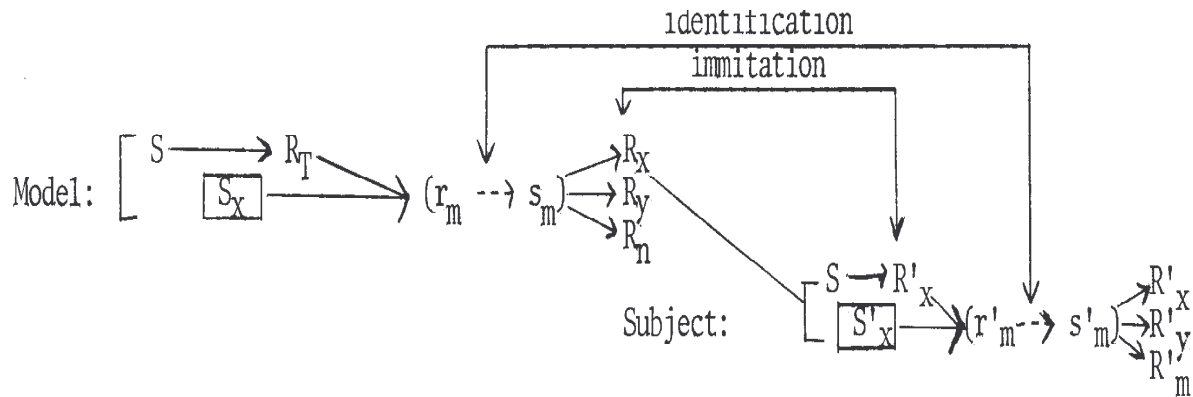 identification
immitation
S R_T R_x
Model: S_x (r_m s_m) R_y
R_n
S R'_x R'_x
Subject: S'_x (r'_m s'_m) R'_y
R'_m